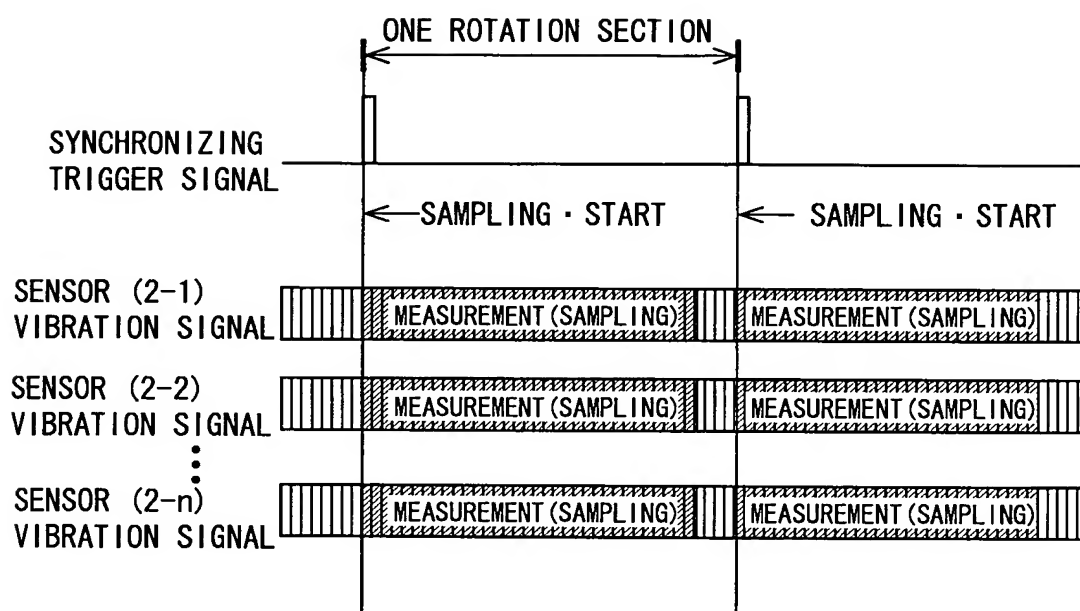 ONE ROTATION SECTION
SYNCHRONIZING
TRIGGER SIGNAL
SAMPLING・START
SAMPLING・START
SENSOR (2-1)
VIBRATION SIGNAL
MEASUREMENT(SAMPLING)
MEASUREMENT(SAMPLING)
SENSOR (2-2)
VIBRATION SIGNAL
MEASUREMENT(SAMPLING)
MEASUREMENT(SAMPLING)
SENSOR (2-n)
VIBRATION SIGNAL
MEASUREMENT(SAMPLING)
MEASUREMENT(SAMPLING)